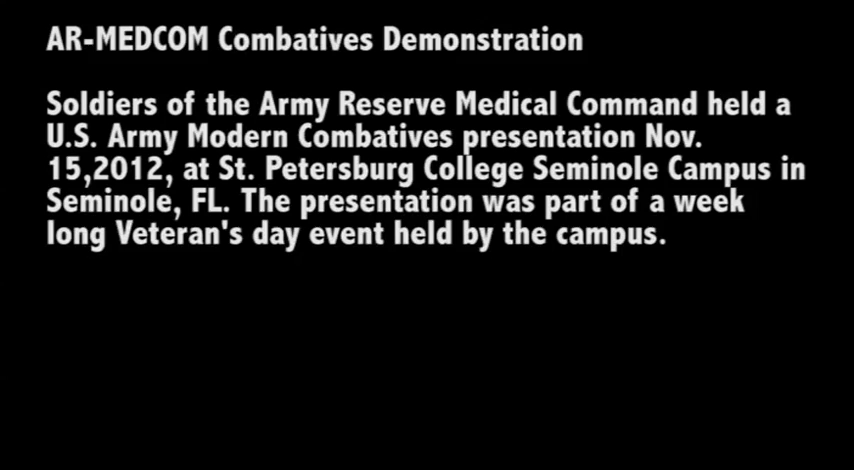 AR-MEDCOM Combatives Demonstration
Soldiers of the Army Reserve Medical Command held a
U.S. Army Modern Combatives presentation Nov.
15,2012, at St. Petersburg College Seminole Campus in
Seminole, FL. The presentation was part of a week
long Veteran's day event held by the campus.